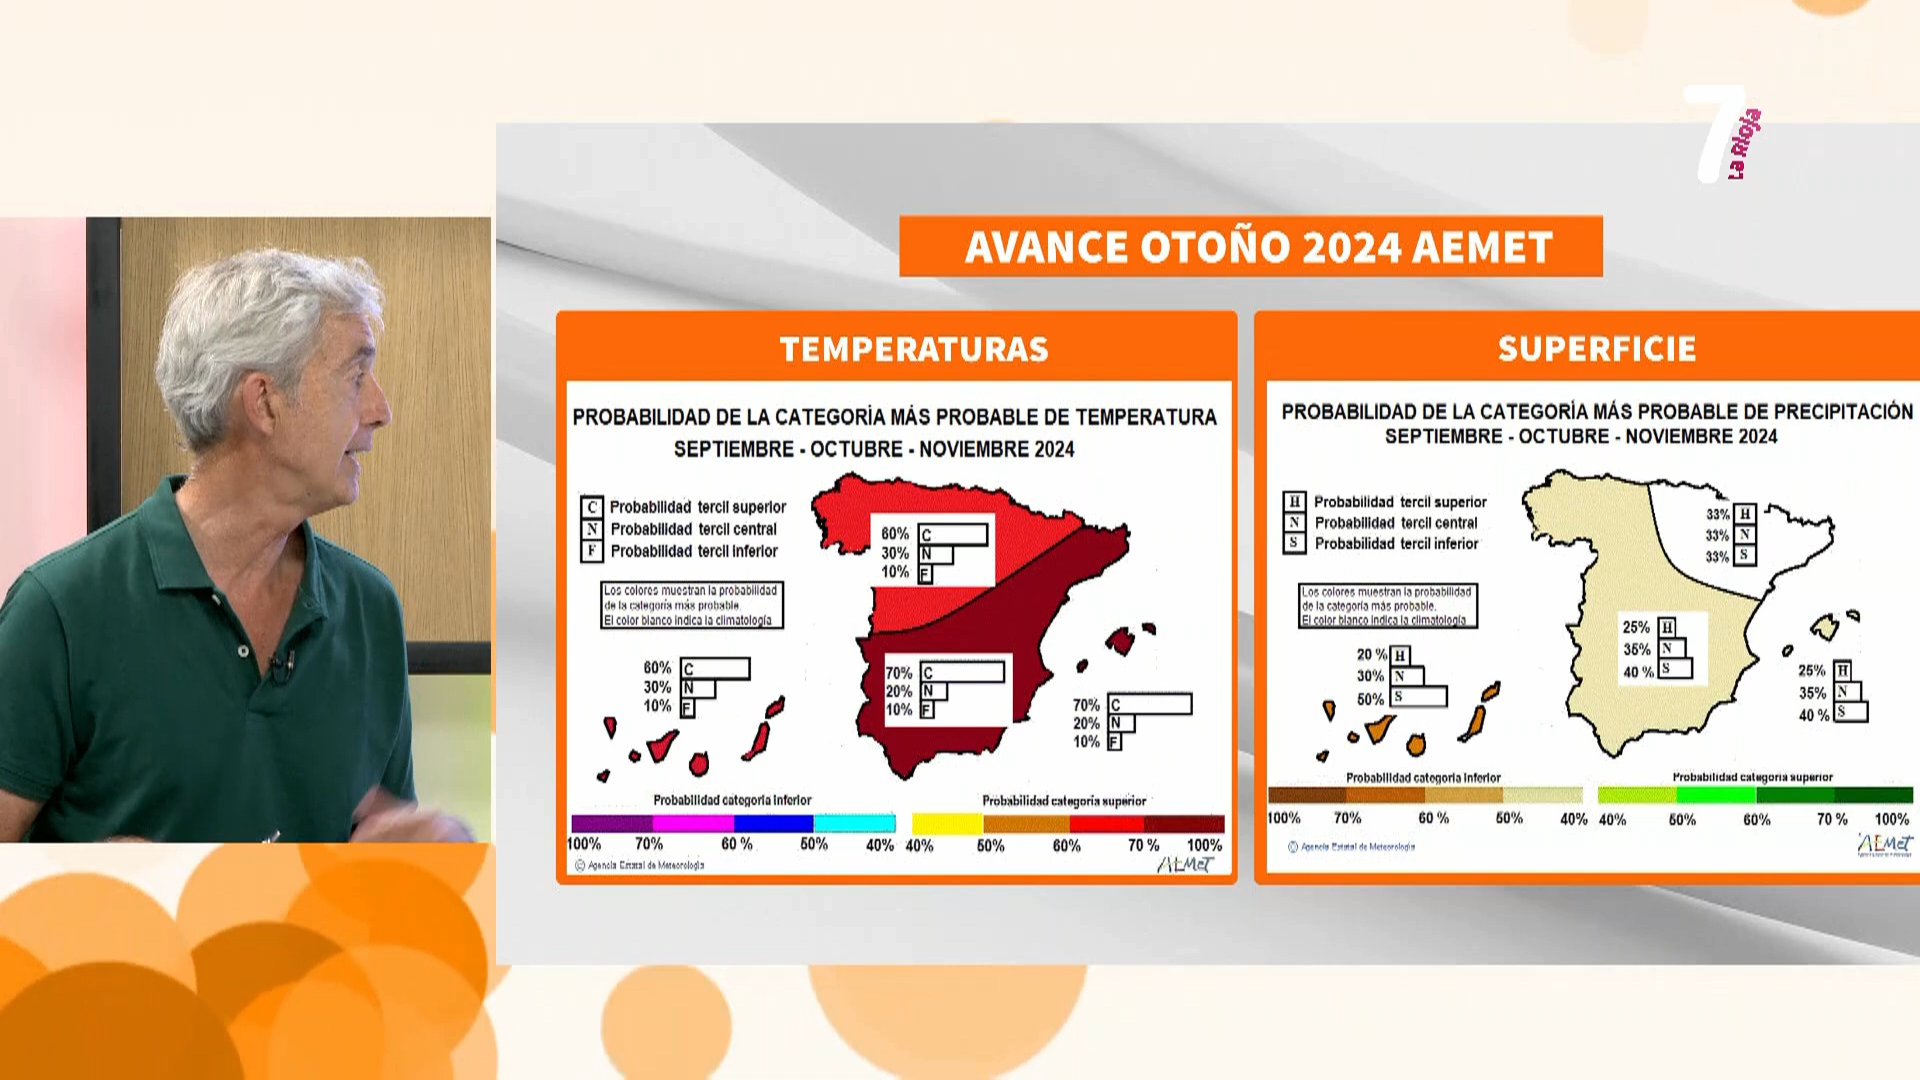 7
La Rioja
AVANCE OTOÑO 2024 AEMET
TEMPERATURAS
PROBABILIDAD DE LA CATEGORÍA MÁS PROBABLE DE TEMPERATURA
SEPTIEMBRE - OCTUBRE - NOVIEMBRE 2024
C Probabilidad tercil superior
N Probabilidad tercil central
F Probabilidad tercil inferior
Los colores muestran la probabilidad
de la categoría más probable.
El color blanco indica la climatología
60% C
30% N
10% F
60% C
30% N
10% F
70% C
20% N
10% F
70% C
20% N
10% F
Probabilidad categoría inferior
Probabilidad categoría superior
100% 70% 60 % 50% 40% 40% 50% 60% 70 % 100%
© Agencia Estatal de Meteorología
AEMet
SUPERFICIE
PROBABILIDAD DE LA CATEGORÍA MÁS PROBABLE DE PRECIPITACIÓN
SEPTIEMBRE - OCTUBRE - NOVIEMBRE 2024
H Probabilidad tercil superior
N Probabilidad tercil central
S Probabilidad tercil inferior
Los colores muestran la probabilidad
de la categoría más probable.
El color blanco indica la climatología
33% H
33% N
33% S
25% H
35% N
40 % S
20 % H
30% N
50% S
25% H
35% N
40 % S
Probabilidad categoría inferior
Probabilidad categoría superior
100% 70% 60 % 50% 40% 40% 50% 60% 70 % 100%
© Agencia Estatal de Meteorología
AEMet